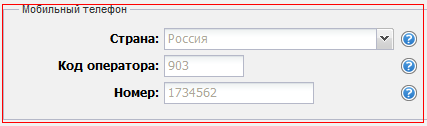 Мобильный телефон
Страна: Россия
Код оператора: 903
Номер: 1734562